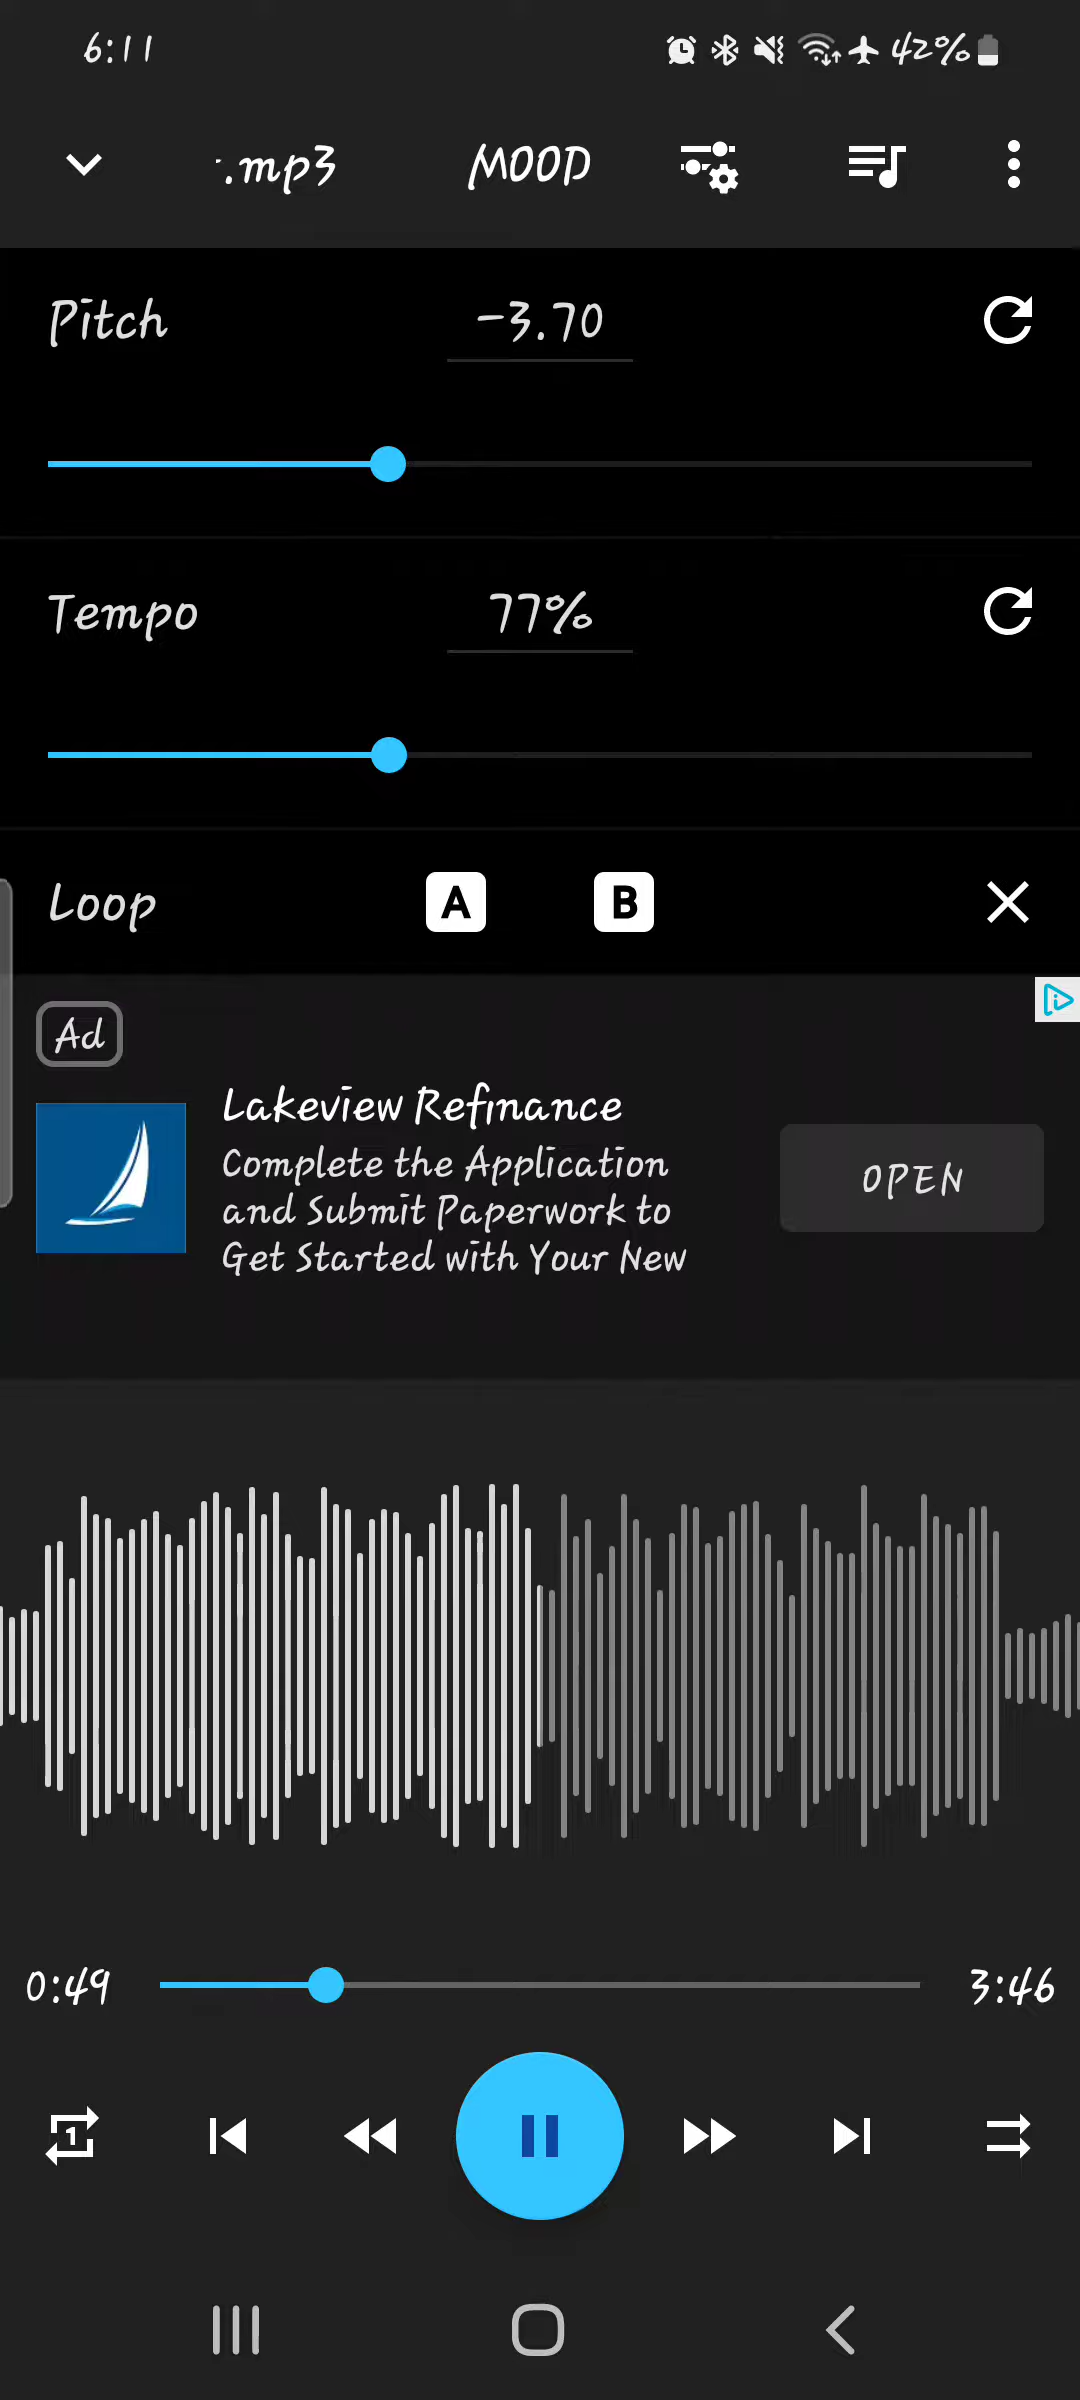 6:11 42%
.mp3 MOOD
Pitch -3.70
Tempo 77%
Loop A B
Ad
Lakeview Refinance
Complete the Application
and Submit Paperwork to
Get Started with Your New
OPEN
0:49 3:46
1